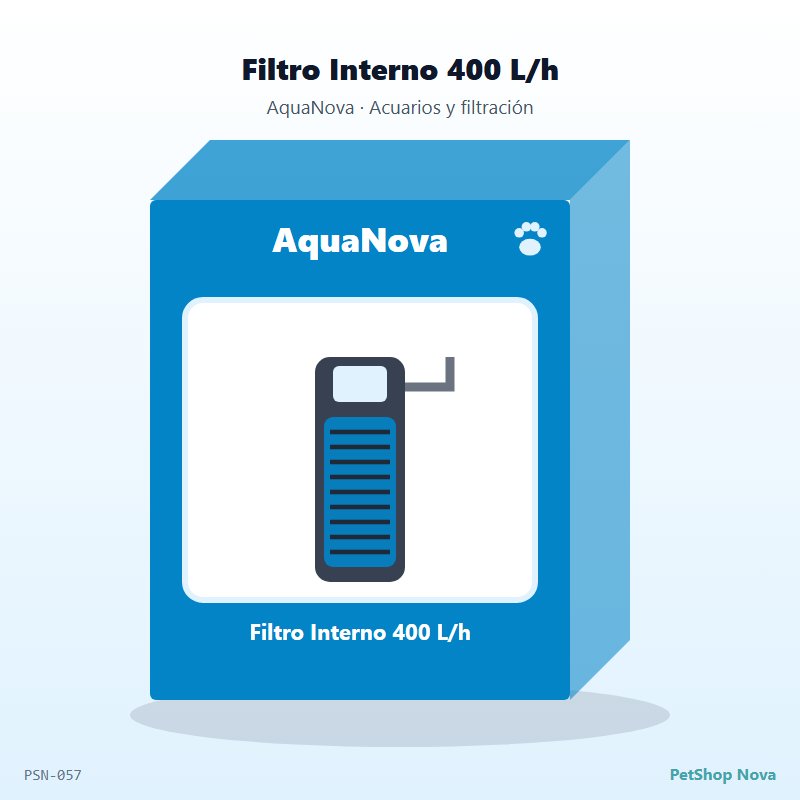 Filtro Interno 400 L/h
AquaNova · Acuarios y filtración
AquaNova
Filtro Interno 400 L/h
PSN-057
PetShop Nova